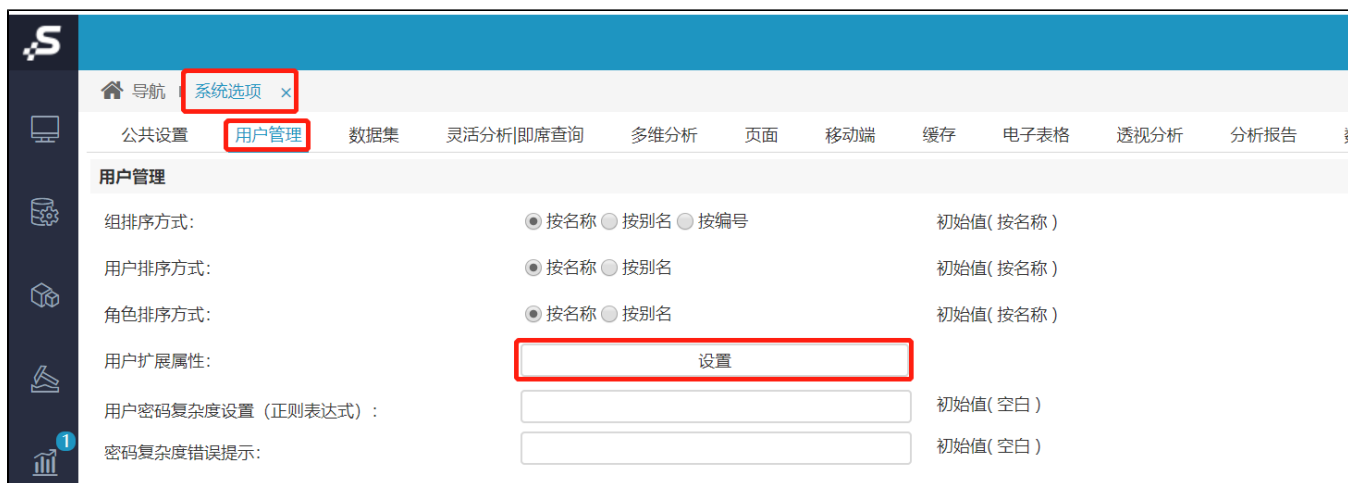 S
导航 系统选项 ×
公共设置 用户管理 数据集 灵活分析|即席查询 多维分析 页面 移动端 缓存 电子表格 透视分析 分析报告
用户管理
组排序方式： 按名称 按别名 按编号 初始值( 按名称 )
用户排序方式： 按名称 按别名 初始值( 按名称 )
角色排序方式： 按名称 按别名 初始值( 按名称 )
用户扩展属性： 设置
用户密码复杂度设置（正则表达式）: 初始值( 空白 )
密码复杂度错误提示： 初始值( 空白 )
1